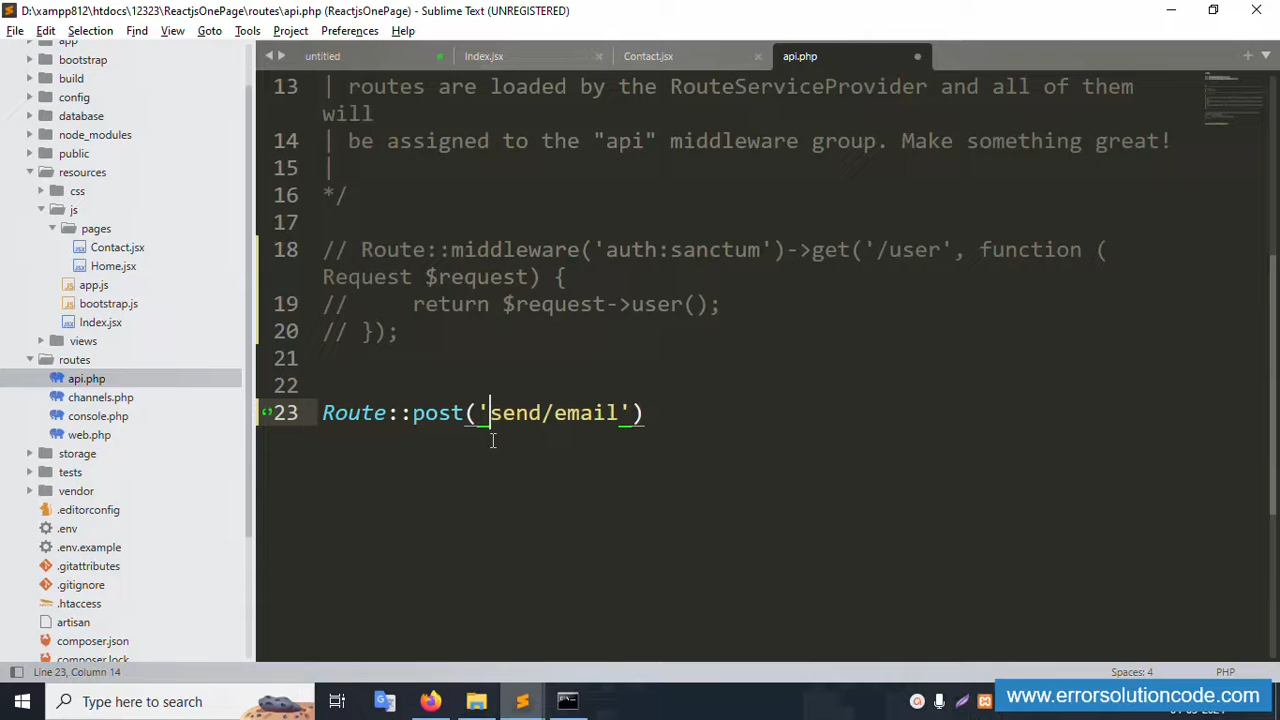 D:\xampp812\htdocs\12323\ReactjsOnePage\routes\api.php (ReactjsOnePage) - Sublime Text (UNREGISTERED)
File Edit Selection Find View Goto Tools Project Preferences Help
app
bootstrap
build
config
database
node_modules
public
resources
css
js
pages
Contact.jsx
Home.jsx
app.js
bootstrap.js
Index.jsx
views
routes
api.php
channels.php
console.php
web.php
storage
tests
vendor
.editorconfig
.env
.env.example
.gitattributes
.gitignore
.htaccess
artisan
composer.json
composer.lock
untitled Index.jsx Contact.jsx api.php
13 | routes are loaded by the RouteServiceProvider and all of them
will
14 | be assigned to the "api" middleware group. Make something great!
15 |
16 */
17
18 // Route::middleware('auth:sanctum')->get('/user', function (
Request $request) {
19 //     return $request->user();
20 // });
21
22
23 Route::post('send/email')
Line 23, Column 14 Spaces: 4 PHP
Type here to search
www.errorsolutioncode.com